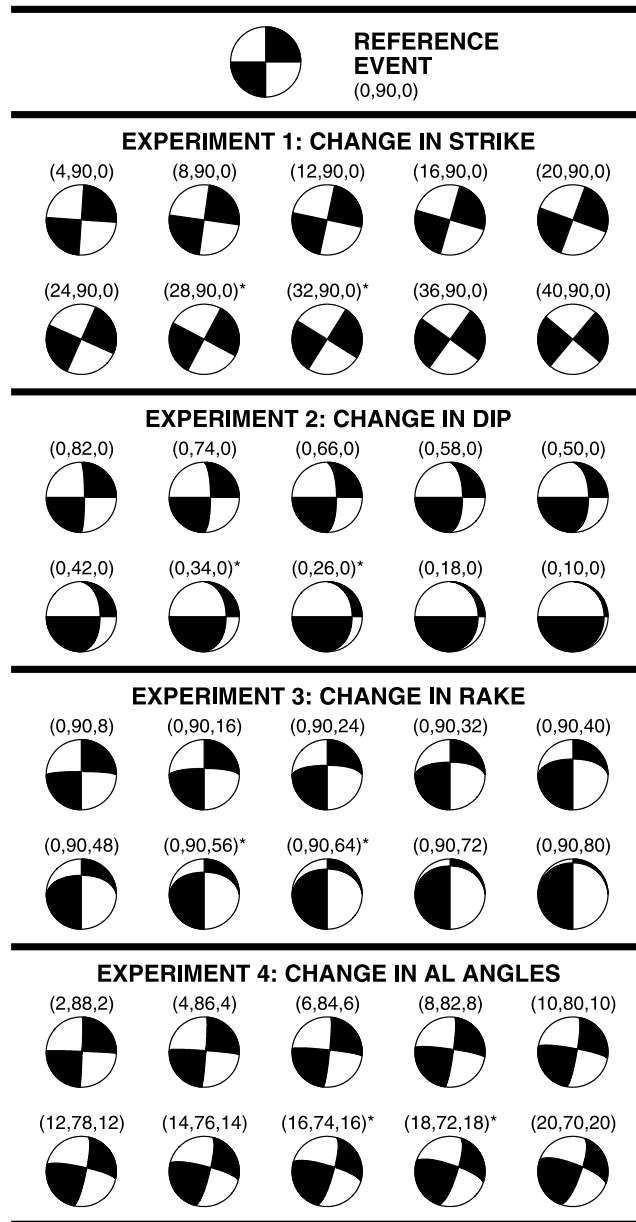 REFERENCE
EVENT
(0,90,0)
EXPERIMENT 1: CHANGE IN STRIKE
(4,90,0) (8,90,0) (12,90,0) (16,90,0) (20,90,0)
(24,90,0) (28,90,0)* (32,90,0)* (36,90,0) (40,90,0)
EXPERIMENT 2: CHANGE IN DIP
(0,82,0) (0,74,0) (0,66,0) (0,58,0) (0,50,0)
(0,42,0) (0,34,0)* (0,26,0)* (0,18,0) (0,10,0)
EXPERIMENT 3: CHANGE IN RAKE
(0,90,8) (0,90,16) (0,90,24) (0,90,32) (0,90,40)
(0,90,48) (0,90,56)* (0,90,64)* (0,90,72) (0,90,80)
EXPERIMENT 4: CHANGE IN AL ANGLES
(2,88,2) (4,86,4) (6,84,6) (8,82,8) (10,80,10)
(12,78,12) (14,76,14) (16,74,16)* (18,72,18)* (20,70,20)